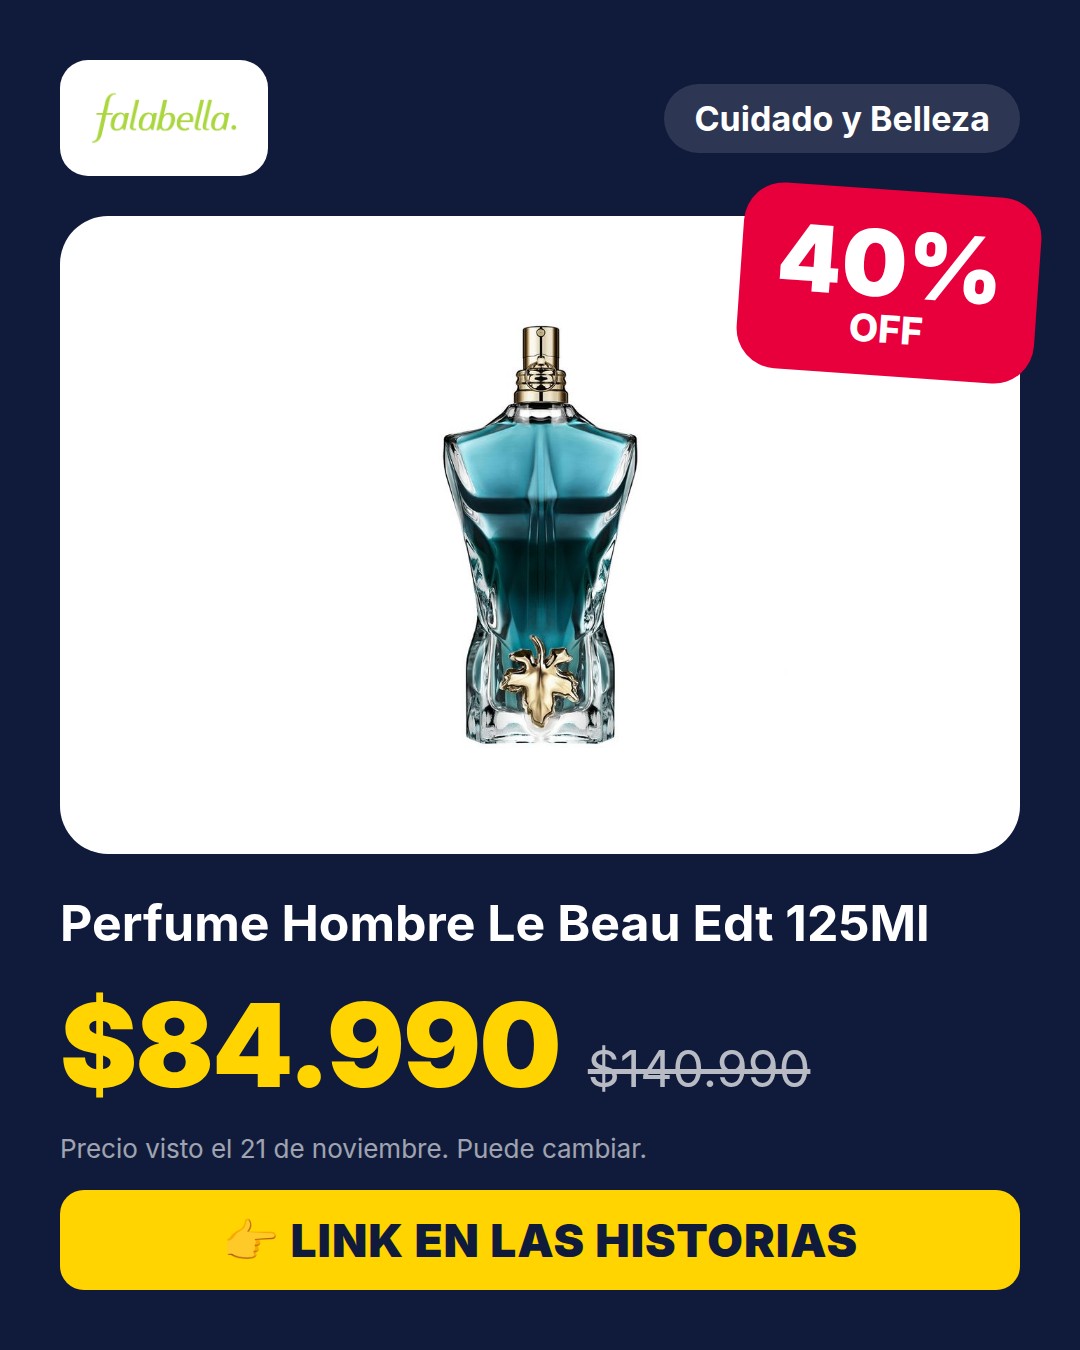 falabella.
Cuidado y Belleza
40%
OFF
Perfume Hombre Le Beau Edt 125Ml
$84.990 $140.990
Precio visto el 21 de noviembre. Puede cambiar.
👉 LINK EN LAS HISTORIAS